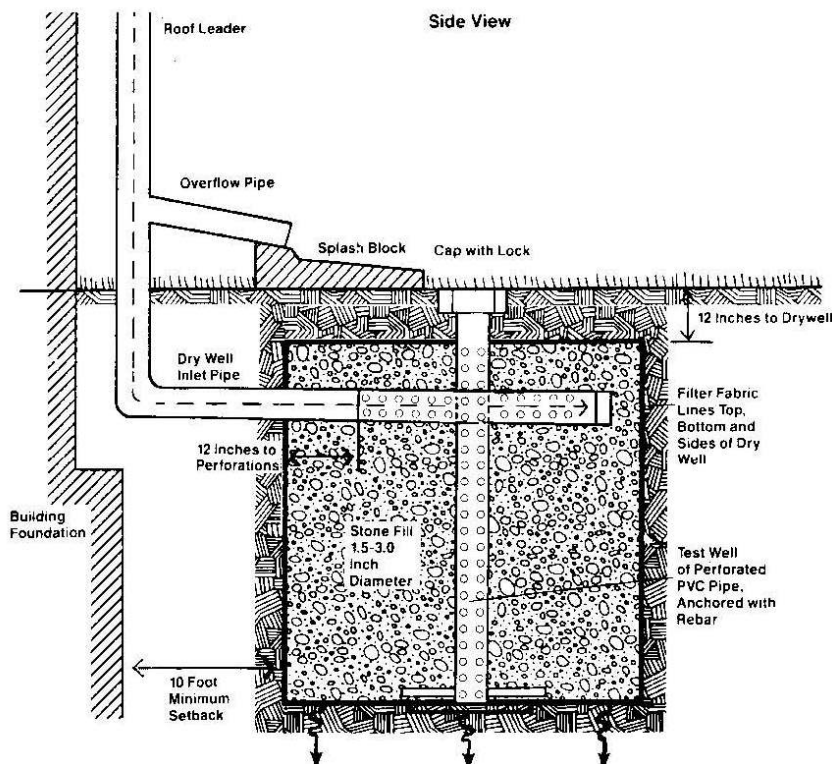 Side View
Roof Leader
Overflow Pipe
Splash Block
Cap with Lock
12 Inches to Drywell
Dry Well
Inlet Pipe
Filter Fabric
Lines Top,
Bottom and
Sides of Dry
Well
12 Inches to
Perforations
Building
Foundation
Stone Fill
1.5-3.0
Inch
Diameter
Test Well
of Perforated
PVC Pipe,
Anchored with
Rebar
10 Foot
Minimum
Setback